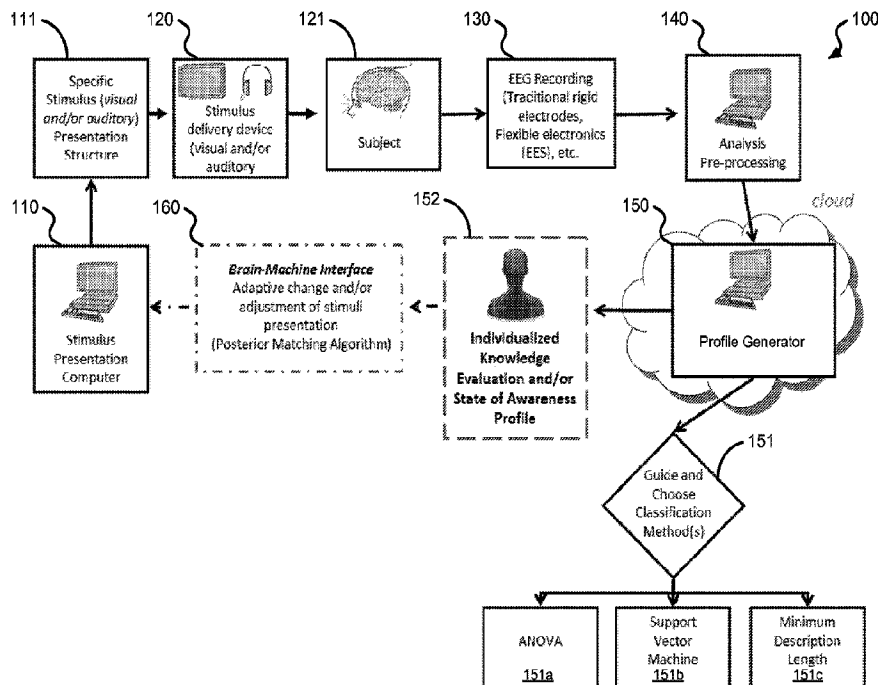 111
120
121
130
140
100
Specific
Stimulus (visual
and/or auditory)
Presentation
Structure
Stimulus
delivery device
(visual and/or
auditory
Subject
EEG Recording
(Traditional rigid
electrodes,
Flexible electronics
(EES), etc.
Analysis
Pre-processing
cloud
110
160
152
150
Stimulus
Presentation
Computer
Brain-Machine Interface
Adaptive change and/or
adjustment of stimuli
presentation
(Posterior Matching Algorithm)
Individualized
Knowledge
Evaluation and/or
State of Awareness
Profile
Profile Generator
151
Guide and
Choose
Classification
Method(s)
ANOVA
151a
Support
Vector
Machine
151b
Minimum
Description
Length
151c